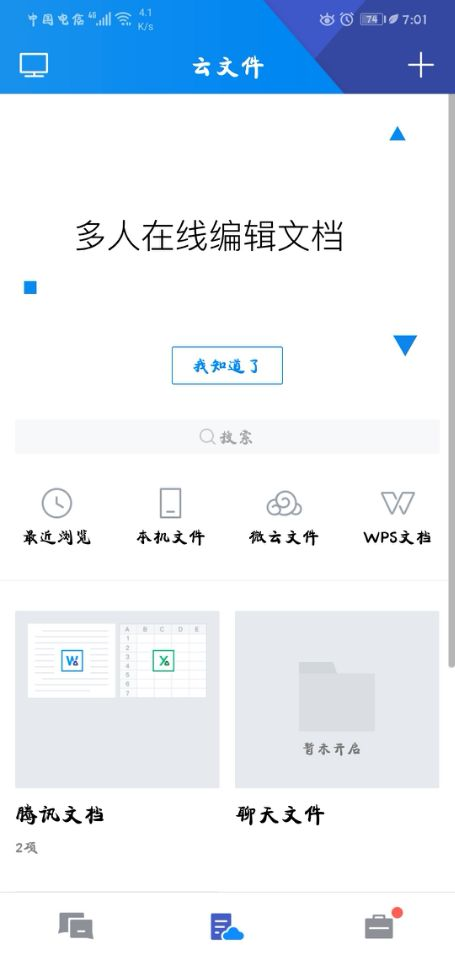 中国电信 4G 4.1 K/s 74 7:01
云文件
多人在线编辑文档
我知道了
搜索
最近浏览 本机文件 微云文件 WPS文档
W X
A B C D E
1
2
3
4
5
6
7
暂未开启
腾讯文档 聊天文件
2项